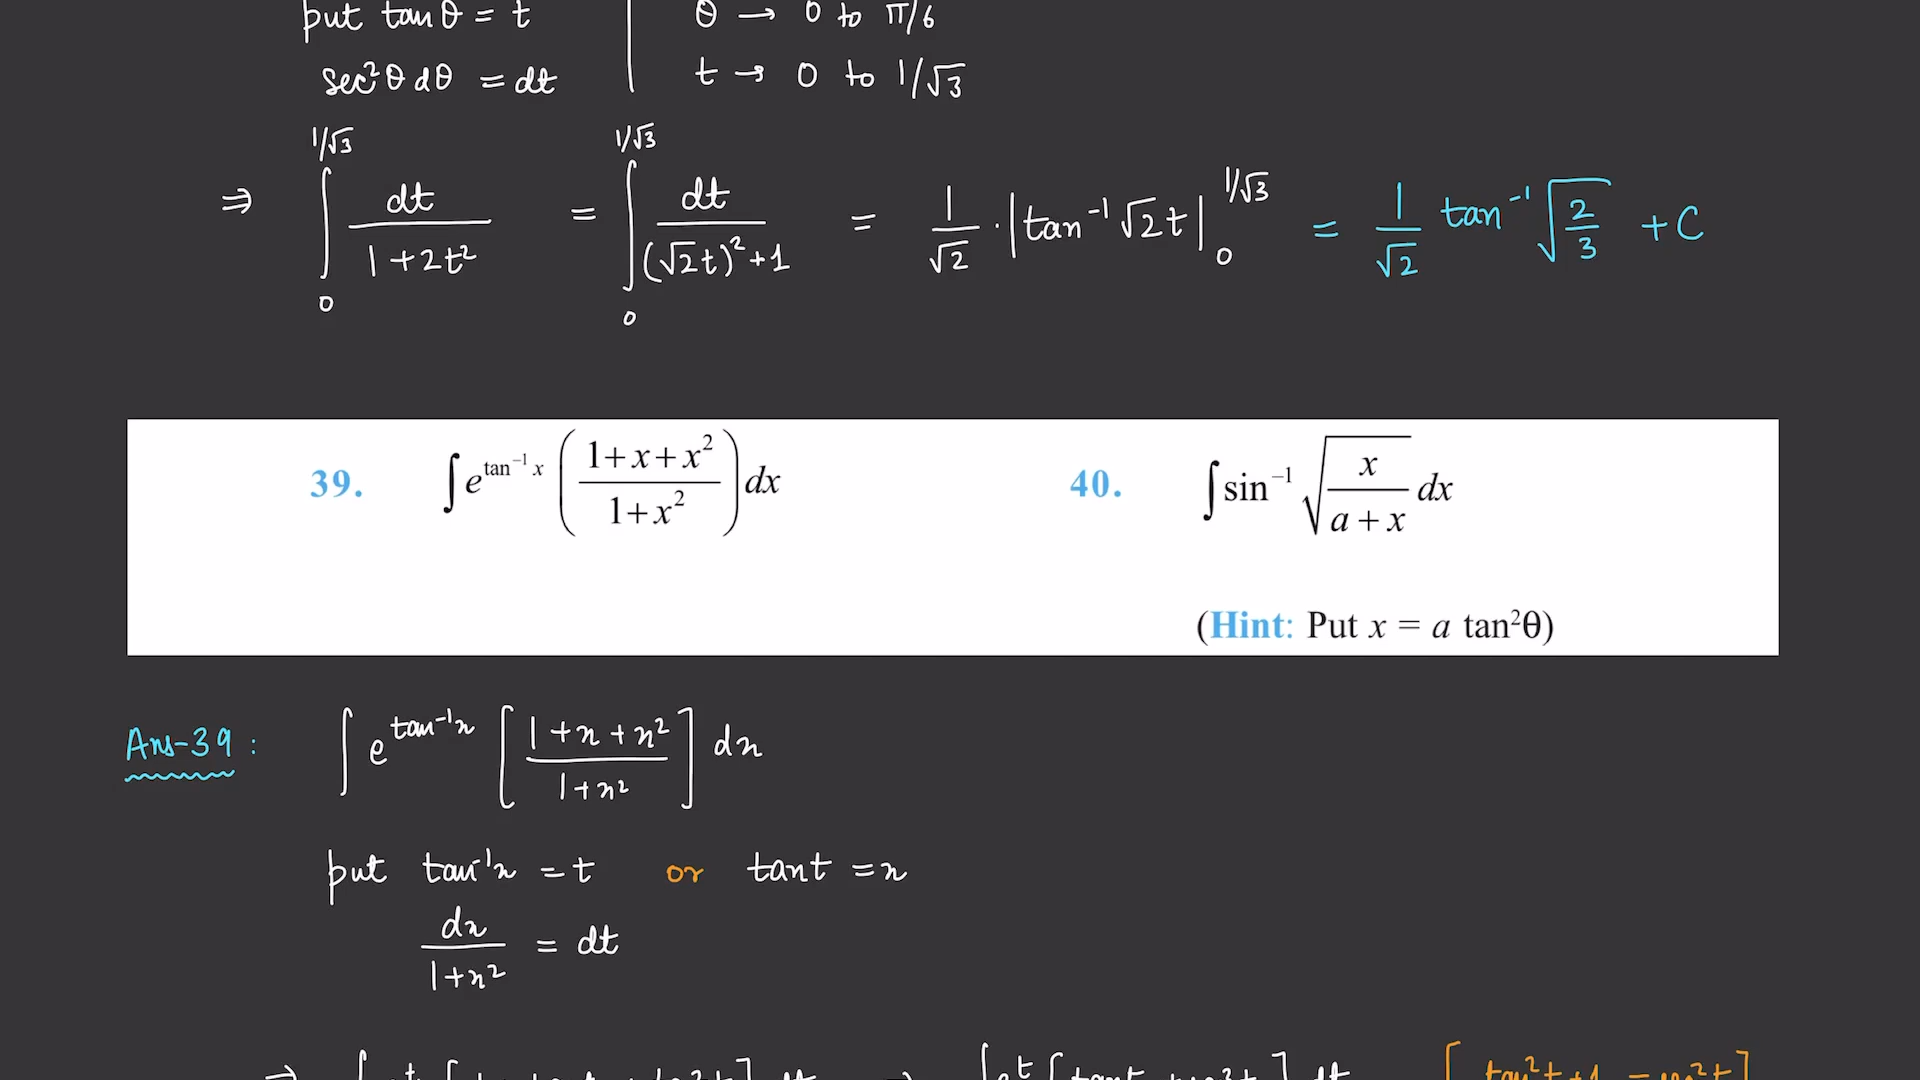 put tanθ = t | θ → 0 to π/6
sec²θ dθ = dt | t → 0 to 1/√3
⇒ ∫₀^{1/√3} dt/(1+2t²) = ∫₀^{1/√3} dt/((√2t)²+1) = 1/√2 · |tan⁻¹√2t|₀^{1/√3} = 1/√2 tan⁻¹√(2/3) + C
39. ∫e^{tan⁻¹ x} ((1+x+x²)/(1+x²)) dx
40. ∫sin⁻¹ √(x/(a+x)) dx
(Hint: Put x = a tan²θ)
Ans-39 : ∫ e^{tan⁻¹x} [(1+x+x²)/(1+x²)] dx
put tan⁻¹x = t or tant = x
dx/(1+x²) = dt